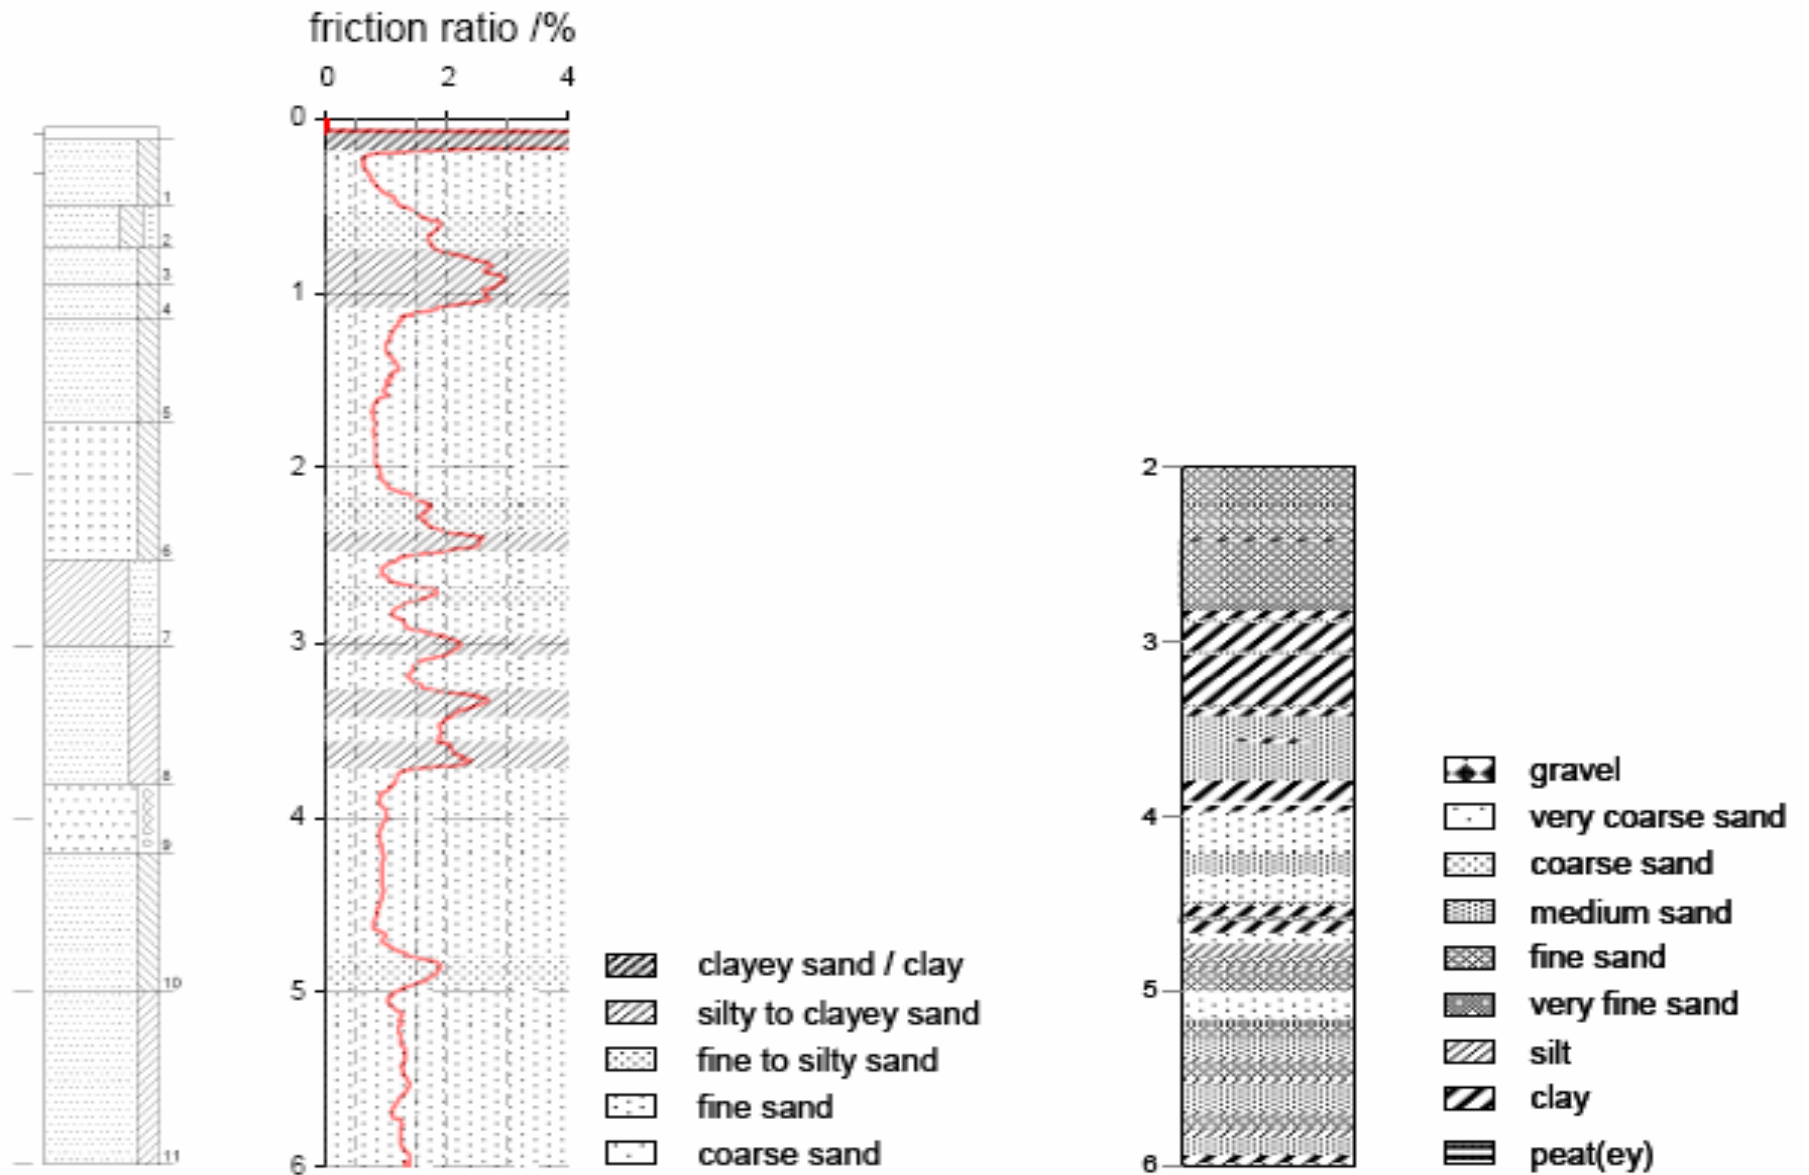 friction ratio /%
0 2 4
0
1
2
3
4
5
6
1
2
3
4
5
6
7
8
9
10
11
clayey sand / clay
silty to clayey sand
fine to silty sand
fine sand
coarse sand
2
3
4
5
6
gravel
very coarse sand
coarse sand
medium sand
fine sand
very fine sand
silt
clay
peat(ey)